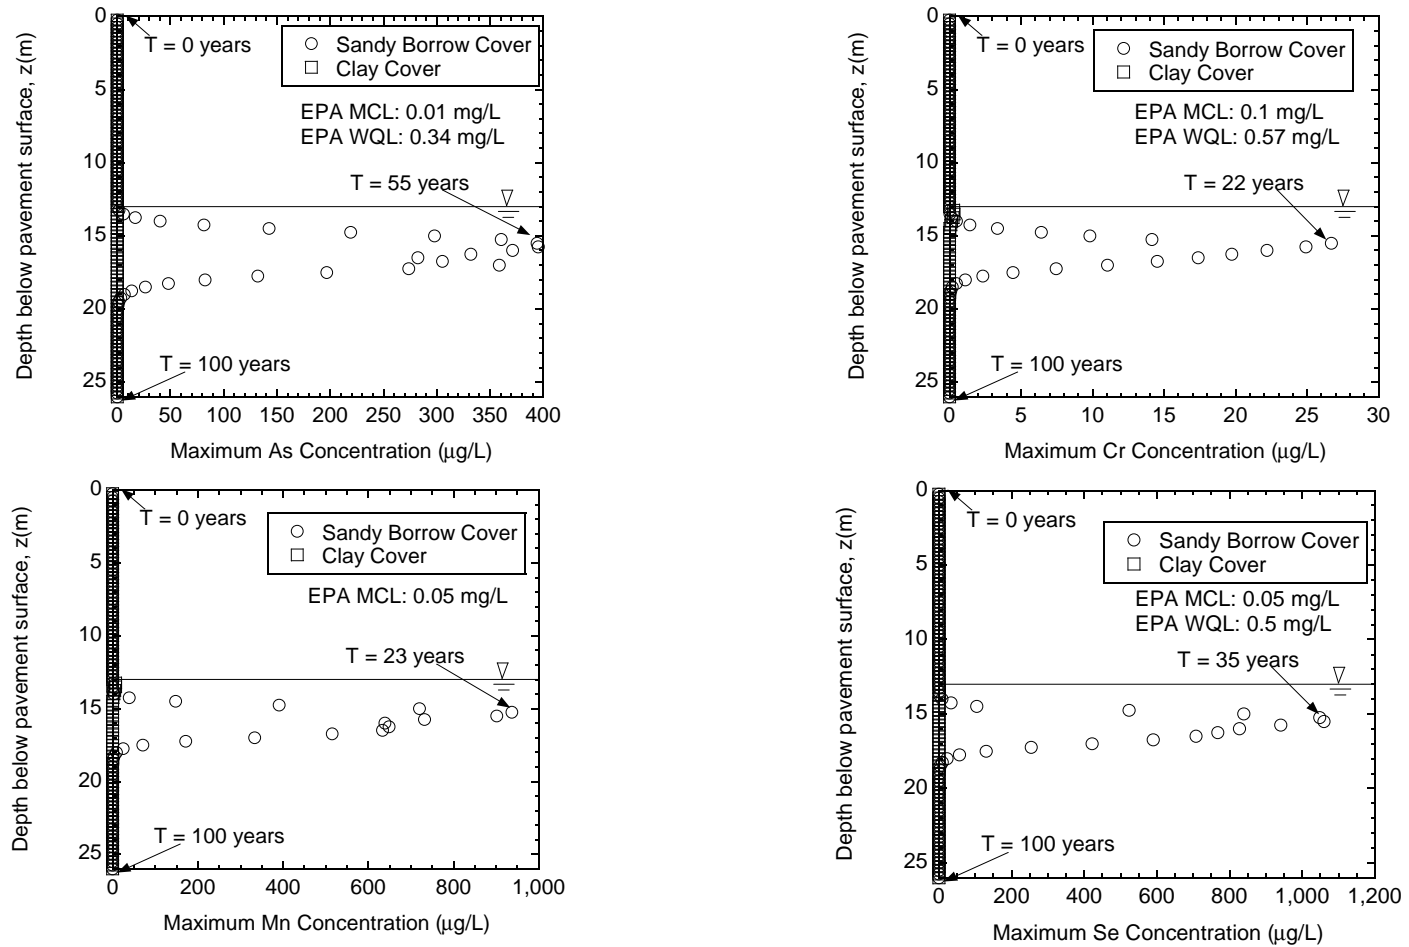 0
T = 0 years
Sandy Borrow Cover
Clay Cover
5
EPA MCL: 0.01 mg/L
EPA WQL: 0.34 mg/L
10
T = 55 years
15
20
T = 100 years
25
0 50 100 150 200 250 300 350 400
Depth below pavement surface, z(m)
Maximum As Concentration (µg/L)
0
T = 0 years
Sandy Borrow Cover
Clay Cover
5
EPA MCL: 0.1 mg/L
EPA WQL: 0.57 mg/L
10
T = 22 years
15
20
T = 100 years
25
0 5 10 15 20 25 30
Depth below pavement surface, z(m)
Maximum Cr Concentration (µg/L)
0
T = 0 years
Sandy Borrow Cover
Clay Cover
5
EPA MCL: 0.05 mg/L
10
T = 23 years
15
20
T = 100 years
25
0 200 400 600 800 1,000
Depth below pavement surface, z(m)
Maximum Mn Concentration (µg/L)
0
T = 0 years
Sandy Borrow Cover
Clay Cover
5
EPA MCL: 0.05 mg/L
EPA WQL: 0.5 mg/L
10
T = 35 years
15
20
T = 100 years
25
0 200 400 600 800 1,000 1,200
Depth below pavement surface, z(m)
Maximum Se Concentration (µg/L)